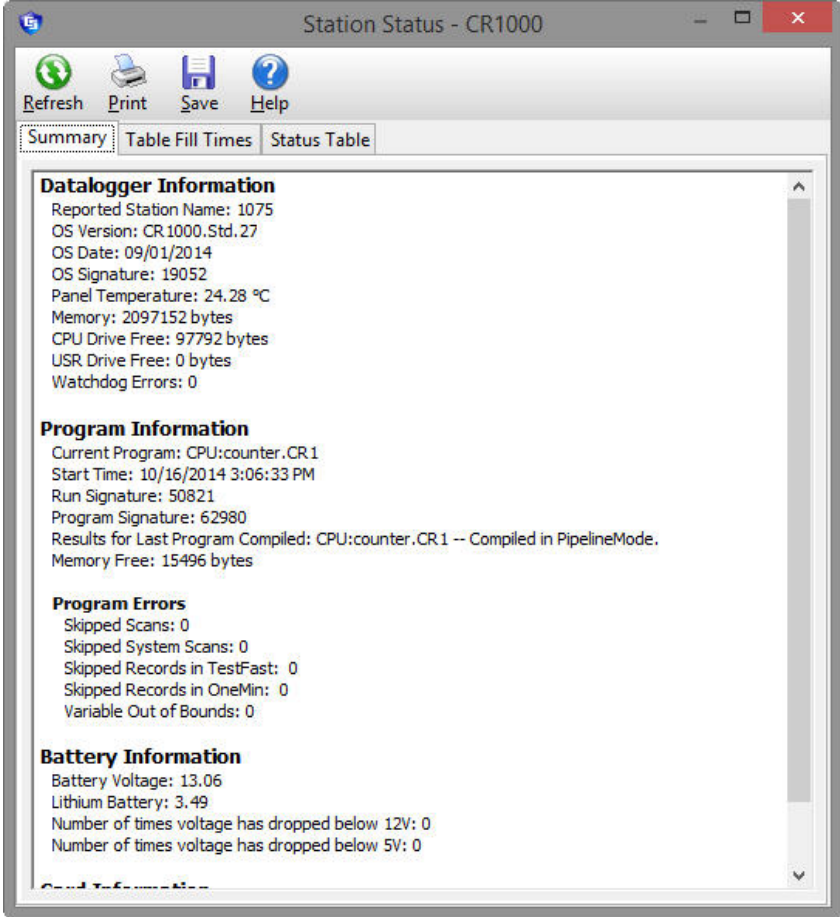 Station Status - CR1000
Refresh Print Save Help
Summary Table Fill Times Status Table
Datalogger Information
Reported Station Name: 1075
OS Version: CR1000.Std.27
OS Date: 09/01/2014
OS Signature: 19052
Panel Temperature: 24.28 ºC
Memory: 2097152 bytes
CPU Drive Free: 97792 bytes
USR Drive Free: 0 bytes
Watchdog Errors: 0
Program Information
Current Program: CPU:counter.CR1
Start Time: 10/16/2014 3:06:33 PM
Run Signature: 50821
Program Signature: 62980
Results for Last Program Compiled: CPU:counter.CR1 -- Compiled in PipelineMode.
Memory Free: 15496 bytes
Program Errors
Skipped Scans: 0
Skipped System Scans: 0
Skipped Records in TestFast: 0
Skipped Records in OneMin: 0
Variable Out of Bounds: 0
Battery Information
Battery Voltage: 13.06
Lithium Battery: 3.49
Number of times voltage has dropped below 12V: 0
Number of times voltage has dropped below 5V: 0
Card Information